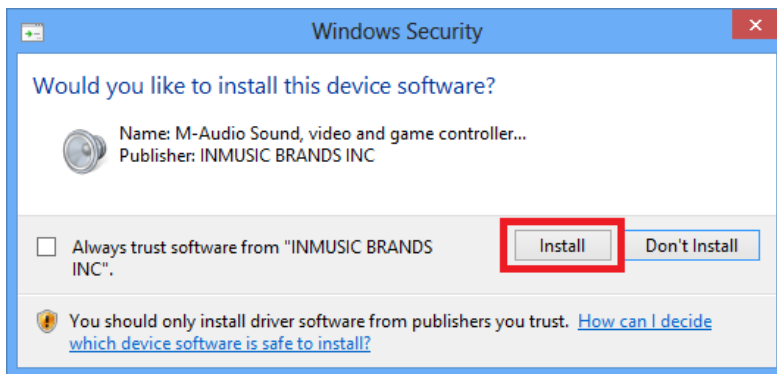 Windows Security
Would you like to install this device software?
Name: M-Audio Sound, video and game controller...
Publisher: INMUSIC BRANDS INC
Always trust software from "INMUSIC BRANDS
INC".
Install
Don't Install
You should only install driver software from publishers you trust. How can I decide
which device software is safe to install?